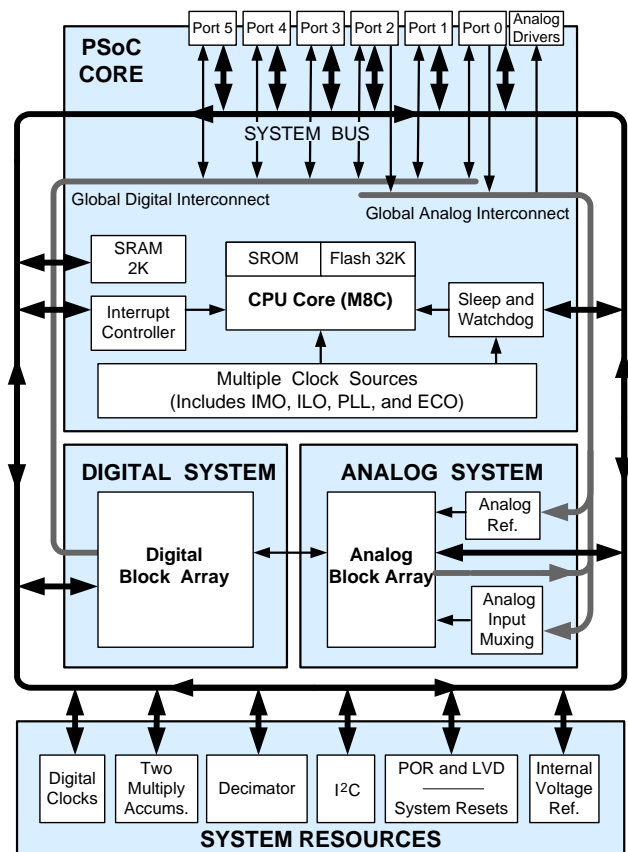 Port 5
Port 4
Port 3
Port 2
Port 1
Port 0
Analog
Drivers
PSoC
CORE
SYSTEM BUS
Global Digital Interconnect
Global Analog Interconnect
SRAM
2K
SROM
Flash 32K
CPU Core (M8C)
Interrupt
Controller
Sleep and
Watchdog
Multiple Clock Sources
(Includes IMO, ILO, PLL, and ECO)
DIGITAL SYSTEM
ANALOG SYSTEM
Digital
Block Array
Analog
Block Array
Analog
Ref.
Analog
Input
Muxing
Digital
Clocks
Two
Multiply
Accums.
Decimator
I²C
POR and LVD
System Resets
Internal
Voltage
Ref.
SYSTEM RESOURCES